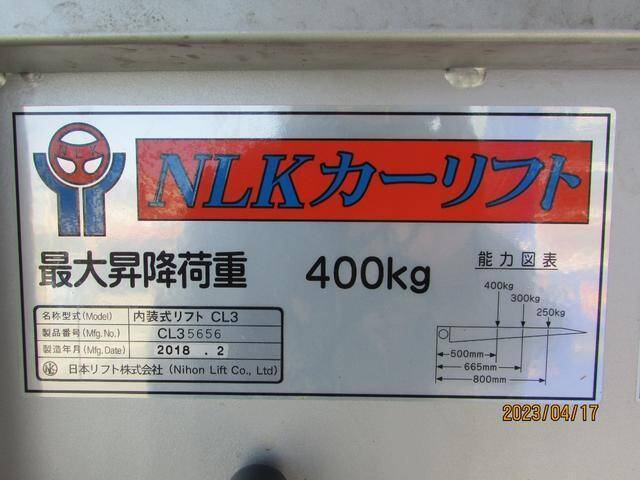 NLK
NLKカーリフト
最大昇降荷重 400kg
能力図表
400kg
300kg
250kg
500mm
665mm
800mm
名称型式(Model) 内装式リフト CL3
製品番号(Mfg.No.) CL35656
製造年月(Mfg.Date) 2018.2
日本リフト株式会社 (Nihon Lift Co., Ltd)
2023/04/17